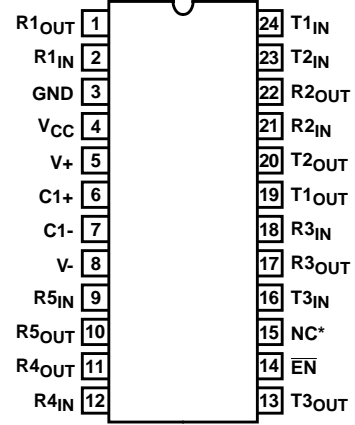 R1OUT 1 24 T1IN
R1IN 2 23 T2IN
GND 3 22 R2OUT
VCC 4 21 R2IN
V+ 5 20 T2OUT
C1+ 6 19 T1OUT
C1- 7 18 R3IN
V- 8 17 R3OUT
R5IN 9 16 T3IN
R5OUT 10 15 NC*
R4OUT 11 14 E̅N̅
R4IN 12 13 T3OUT